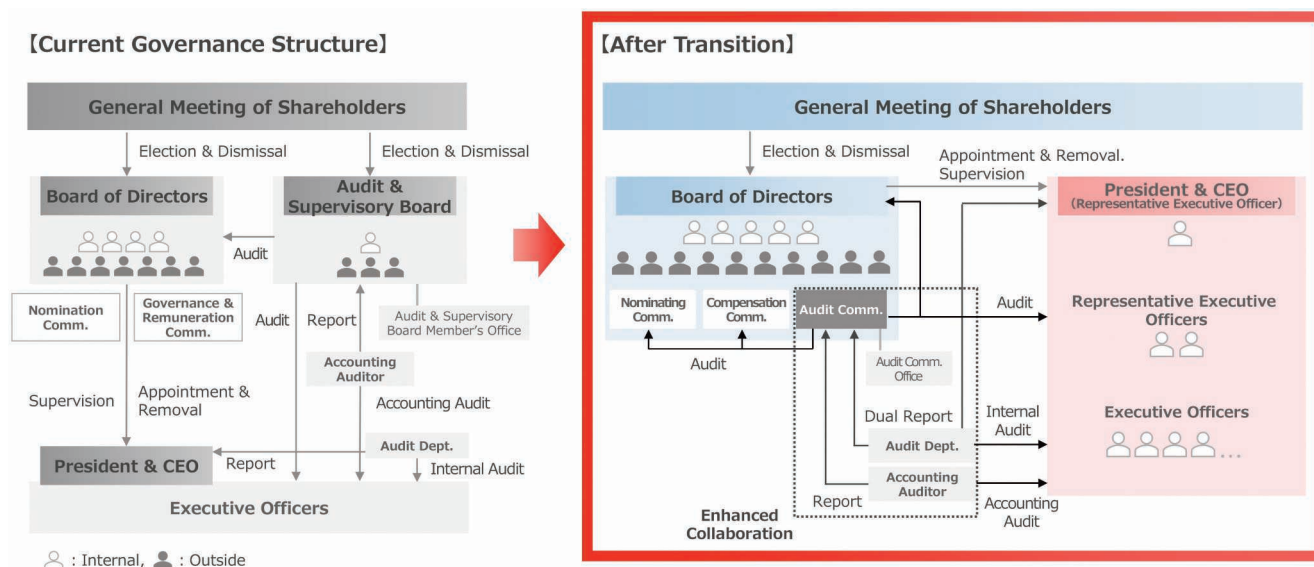 【Current Governance Structure】
General Meeting of Shareholders
Election & Dismissal
Election & Dismissal
Board of Directors
Audit &
Supervisory Board
Audit
Nomination
Comm.
Governance &
Remuneration
Comm.
Audit
Report
Audit & Supervisory
Board Member's Office
Accounting
Auditor
Supervision
Appointment &
Removal
Accounting Audit
Audit Dept.
President & CEO
Report
Internal Audit
Executive Officers
: Internal,
: Outside
【After Transition】
General Meeting of Shareholders
Election & Dismissal
Appointment & Removal.
Supervision
Board of Directors
President & CEO
(Representative Executive Officer)
Nominating
Comm.
Compensation
Comm.
Audit Comm.
Audit
Representative Executive
Officers
Audit
Audit Comm.
Office
Dual Report
Internal
Audit
Executive Officers
Audit Dept.
...
Accounting
Auditor
Report
Accounting
Audit
Enhanced
Collaboration